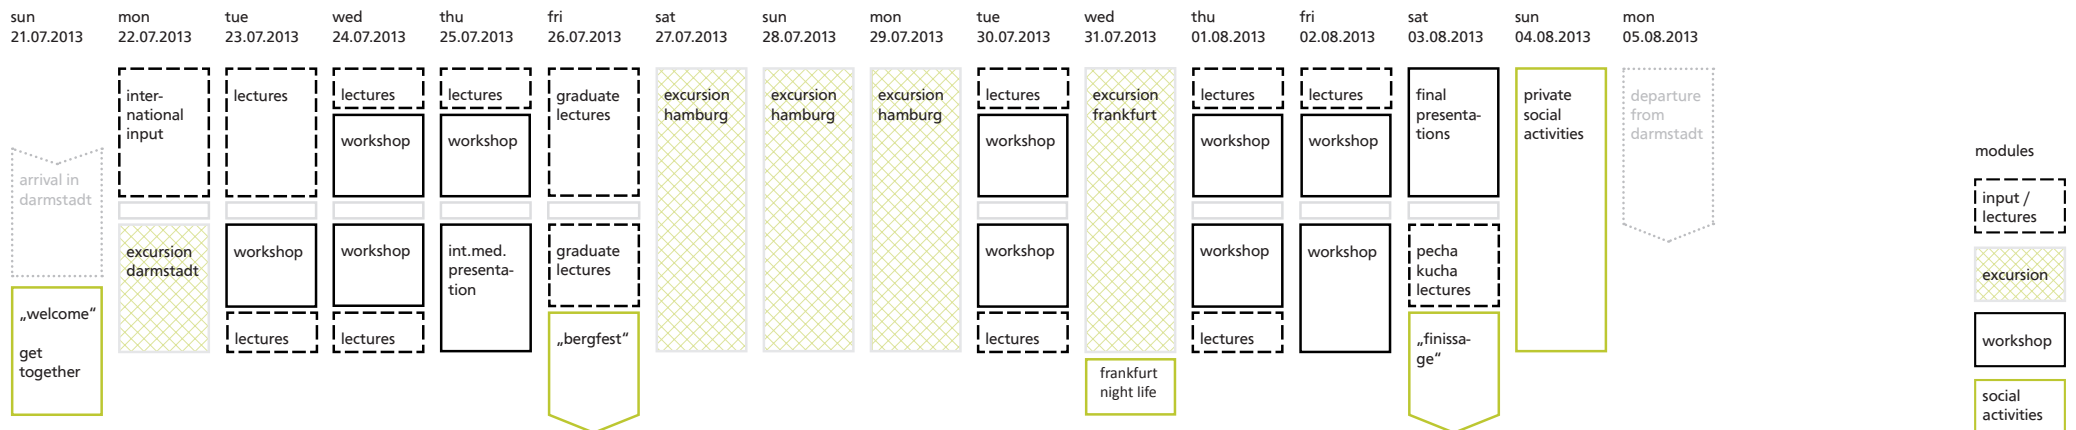 sun
21.07.2013
arrival in
darmstadt
„welcome“
get
together
mon
22.07.2013
inter-
national
input
excursion
darmstadt
tue
23.07.2013
lectures
workshop
lectures
wed
24.07.2013
lectures
workshop
workshop
lectures
thu
25.07.2013
lectures
workshop
int.med.
presenta-
tion
fri
26.07.2013
graduate
lectures
graduate
lectures
„bergfest“
sat
27.07.2013
excursion
hamburg
sun
28.07.2013
excursion
hamburg
mon
29.07.2013
excursion
hamburg
tue
30.07.2013
lectures
workshop
workshop
lectures
wed
31.07.2013
excursion
frankfurt
frankfurt
night life
thu
01.08.2013
lectures
workshop
workshop
lectures
fri
02.08.2013
lectures
workshop
workshop
sat
03.08.2013
final
presenta-
tions
pecha
kucha
lectures
„finissa-
ge“
sun
04.08.2013
private
social
activities
mon
05.08.2013
departure
from
darmstadt
modules
input /
lectures
excursion
workshop
social
activities